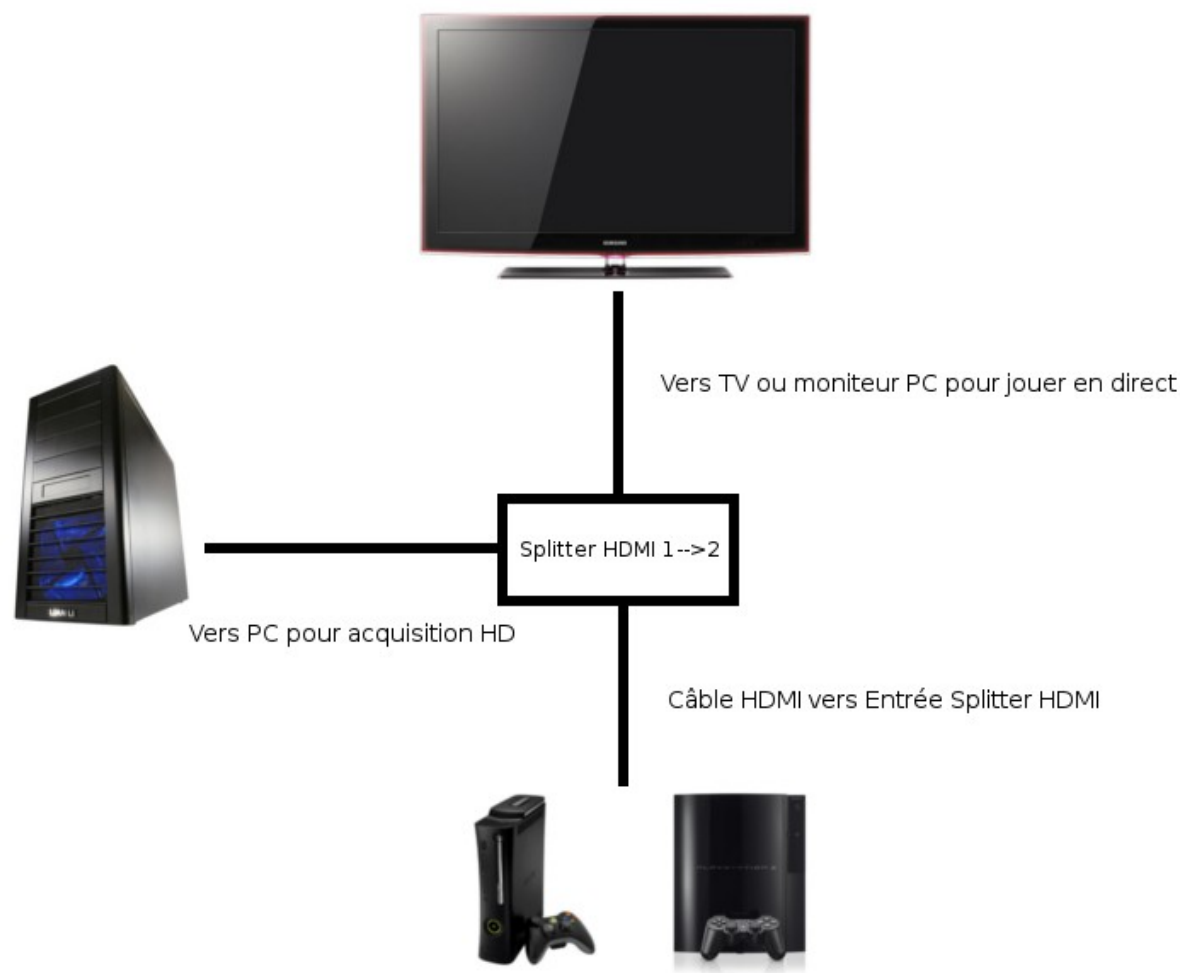 SAMSUNG
Vers TV ou moniteur PC pour jouer en direct
Splitter HDMI 1-->2
Vers PC pour acquisition HD
Câble HDMI vers Entrée Splitter HDMI